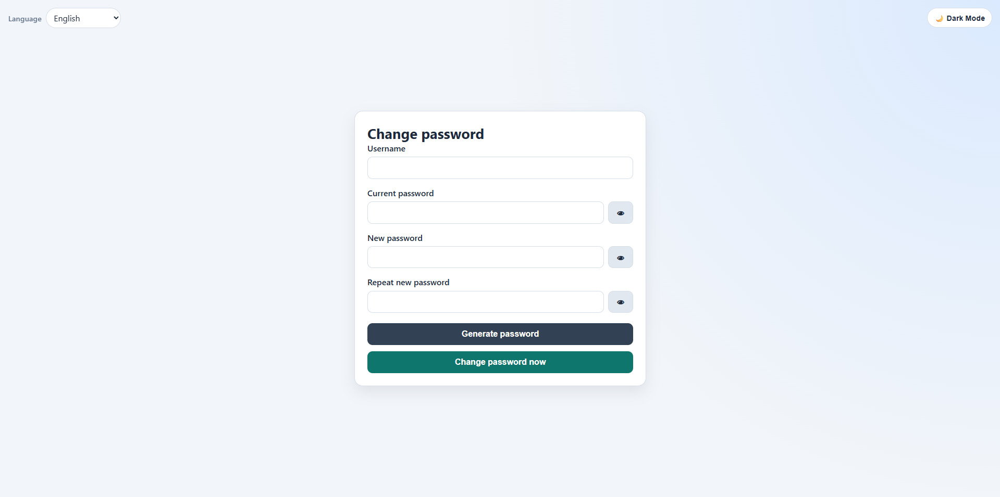 Language
English
🌙 Dark Mode
Change password
Username
Current password
New password
Repeat new password
Generate password
Change password now